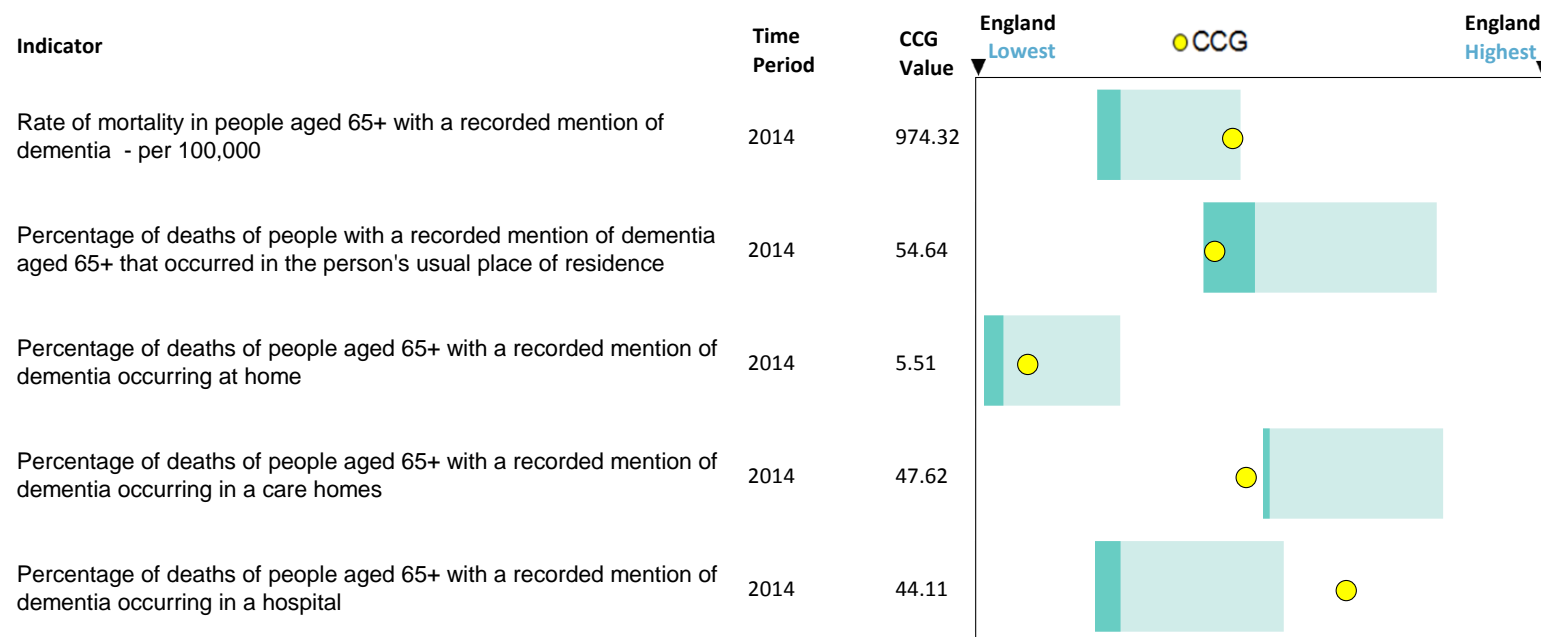 Indicator
Time
Period
CCG
Value
England
Lowest
CCG
England
Highest
Rate of mortality in people aged 65+ with a recorded mention of
dementia - per 100,000
2014
974.32
Percentage of deaths of people with a recorded mention of dementia
aged 65+ that occurred in the person's usual place of residence
2014
54.64
Percentage of deaths of people aged 65+ with a recorded mention of
dementia occurring at home
2014
5.51
Percentage of deaths of people aged 65+ with a recorded mention of
dementia occurring in a care homes
2014
47.62
Percentage of deaths of people aged 65+ with a recorded mention of
dementia occurring in a hospital
2014
44.11